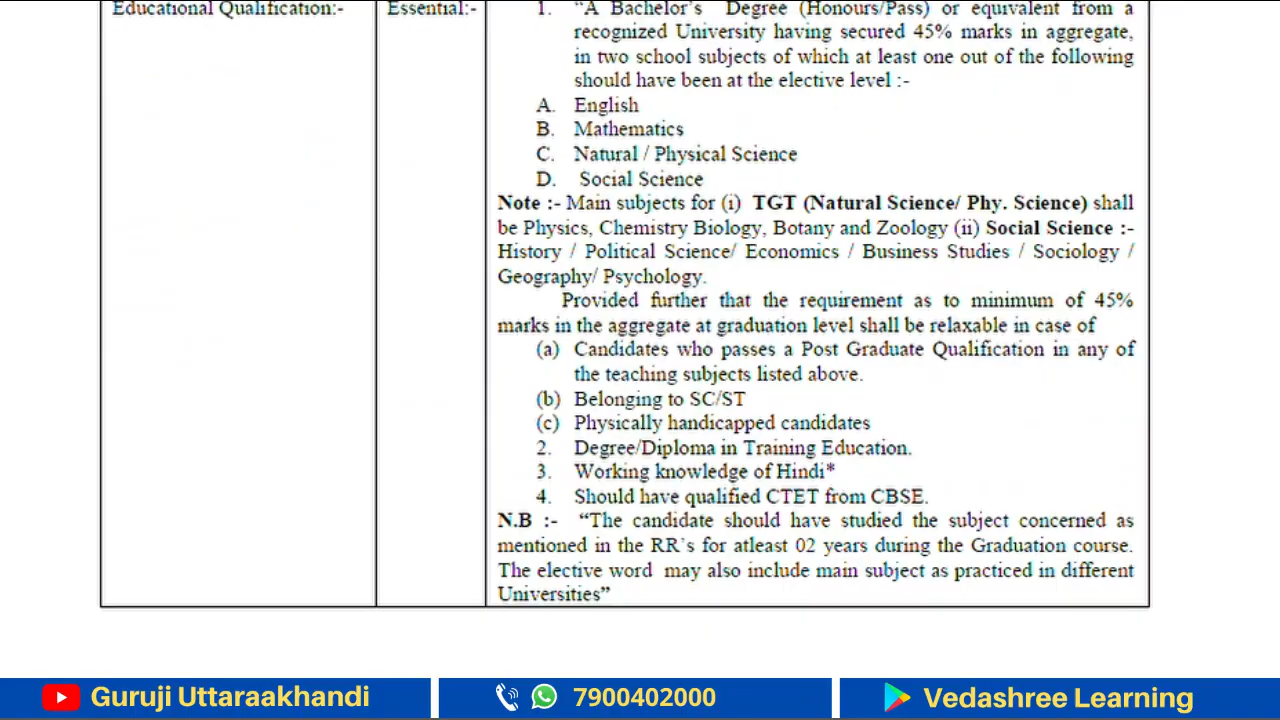 Educational Qualification:-
Essential:-
1. “A Bachelor’s Degree (Honours/Pass) or equivalent from a
recognized University having secured 45% marks in aggregate,
in two school subjects of which at least one out of the following
should have been at the elective level :-
A. English
B. Mathematics
C. Natural / Physical Science
D. Social Science
Note :- Main subjects for (i) TGT (Natural Science/ Phy. Science) shall
be Physics, Chemistry Biology, Botany and Zoology (ii) Social Science :-
History / Political Science/ Economics / Business Studies / Sociology /
Geography/ Psychology.
Provided further that the requirement as to minimum of 45%
marks in the aggregate at graduation level shall be relaxable in case of
(a) Candidates who passes a Post Graduate Qualification in any of
the teaching subjects listed above.
(b) Belonging to SC/ST
(c) Physically handicapped candidates
2. Degree/Diploma in Training Education.
3. Working knowledge of Hindi*
4. Should have qualified CTET from CBSE.
N.B :- “The candidate should have studied the subject concerned as
mentioned in the RR’s for atleast 02 years during the Graduation course.
The elective word may also include main subject as practiced in different
Universities”
Guruji Uttaraakhandi
7900402000
Vedashree Learning